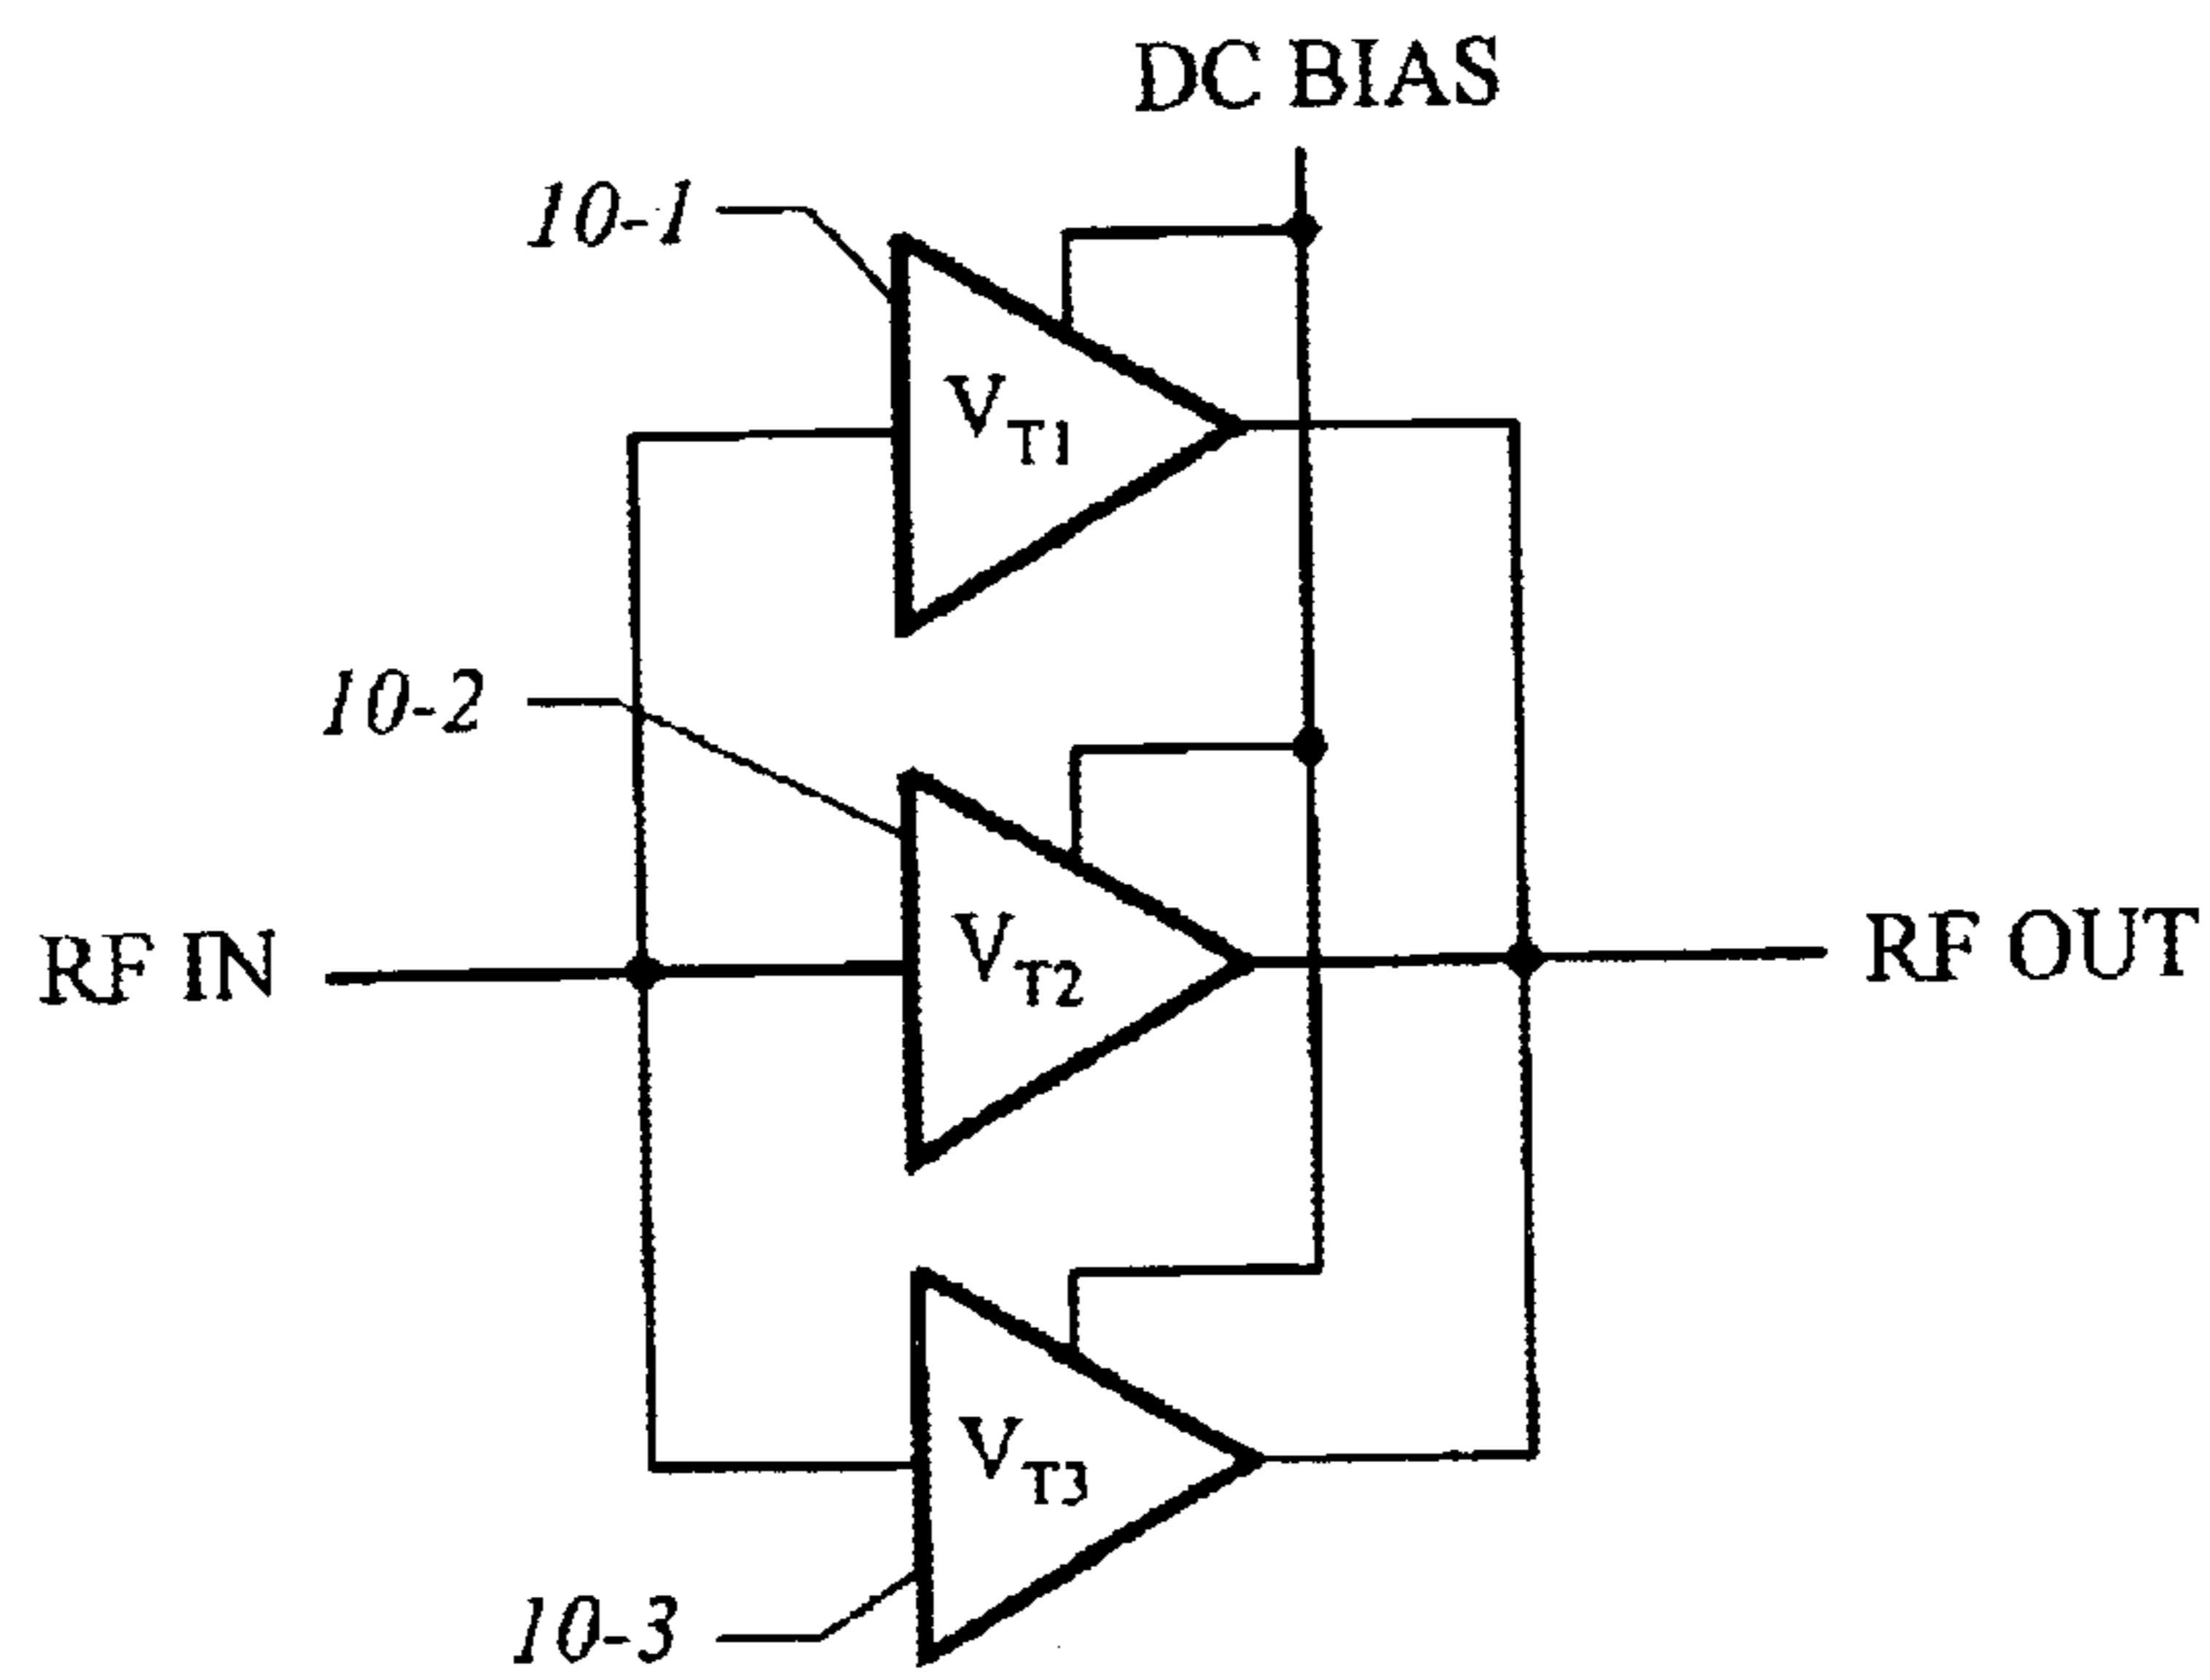 DC BIAS
10-1
VT1
10-2
VT2
RF IN
RF OUT
VT3
10-3